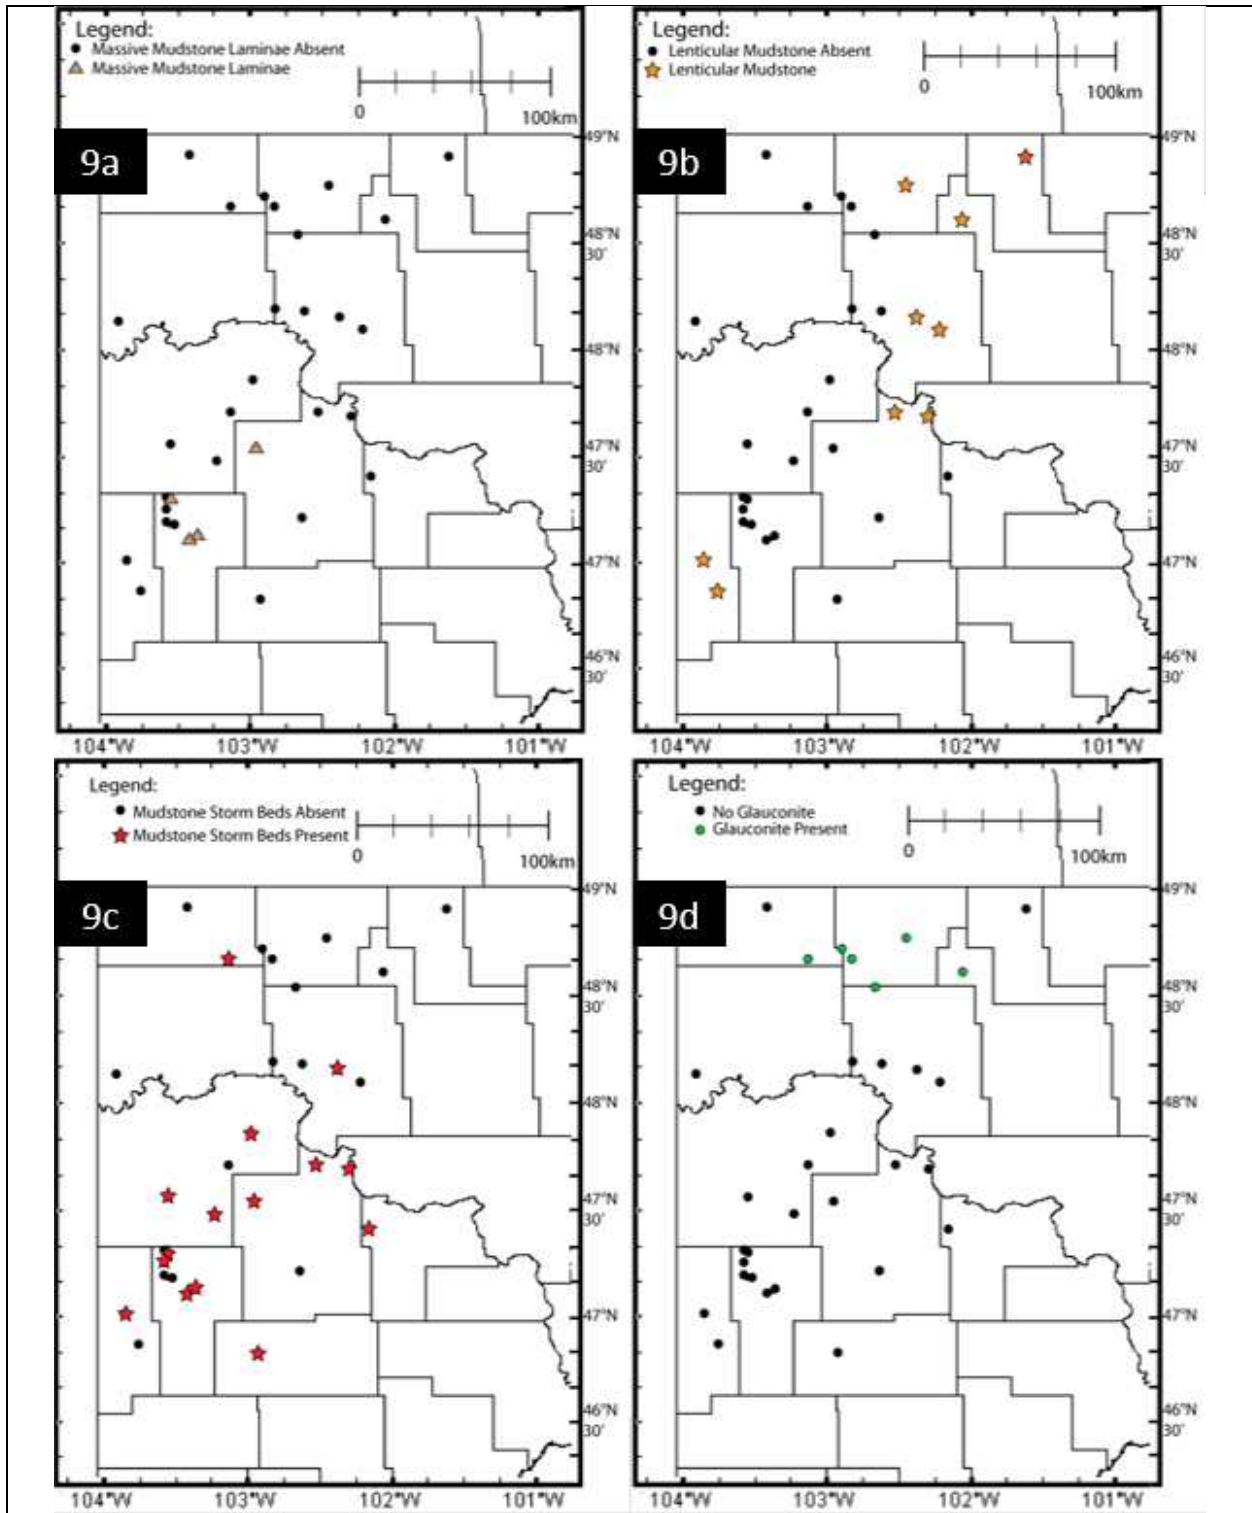 Legend:
Massive Mudstone Laminae Absent
Massive Mudstone Laminae
0
100km
9a
49°N
48°N
30'
48°N
47°N
30'
47°N
46°N
30'
104°W
103°W
102°W
101°W
Legend:
Lenticular Mudstone Absent
Lenticular Mudstone
0
100km
9b
49°N
48°N
30'
48°N
47°N
30'
47°N
46°N
30'
104°W
103°W
102°W
101°W
Legend:
Mudstone Storm Beds Absent
Mudstone Storm Beds Present
0
100km
9c
49°N
48°N
30'
48°N
47°N
30'
47°N
46°N
30'
104°W
103°W
102°W
101°W
Legend:
No Glauconite
Glauconite Present
0
100km
9d
49°N
48°N
30'
48°N
47°N
30'
47°N
46°N
30'
104°W
103°W
102°W
101°W